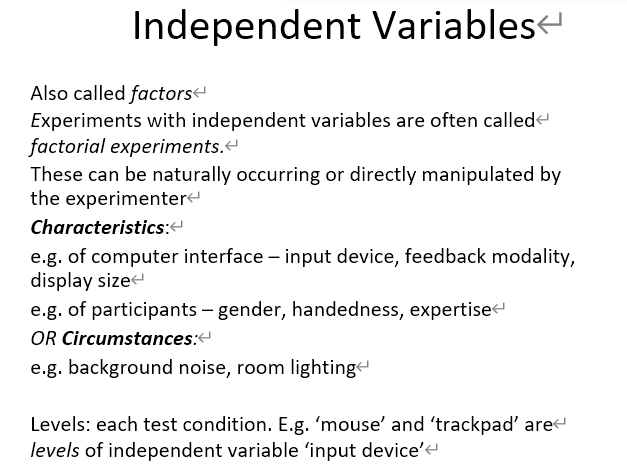 Independent Variables
Also called factors
Experiments with independent variables are often called
factorial experiments.
These can be naturally occurring or directly manipulated by
the experimenter
Characteristics:
e.g. of computer interface – input device, feedback modality,
display size
e.g. of participants – gender, handedness, expertise
OR Circumstances:
e.g. background noise, room lighting
Levels: each test condition. E.g. ‘mouse’ and ‘trackpad’ are
levels of independent variable ‘input device’